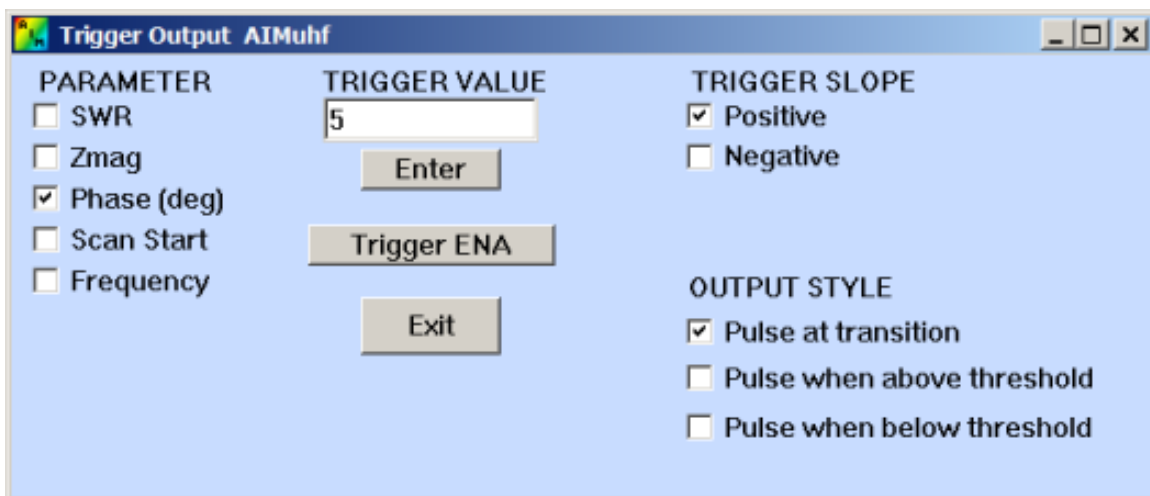 Trigger Output AIMuhf
PARAMETER
SWR
Zmag
Phase (deg)
Scan Start
Frequency
TRIGGER VALUE
5
Enter
Trigger ENA
Exit
TRIGGER SLOPE
Positive
Negative
OUTPUT STYLE
Pulse at transition
Pulse when above threshold
Pulse when below threshold